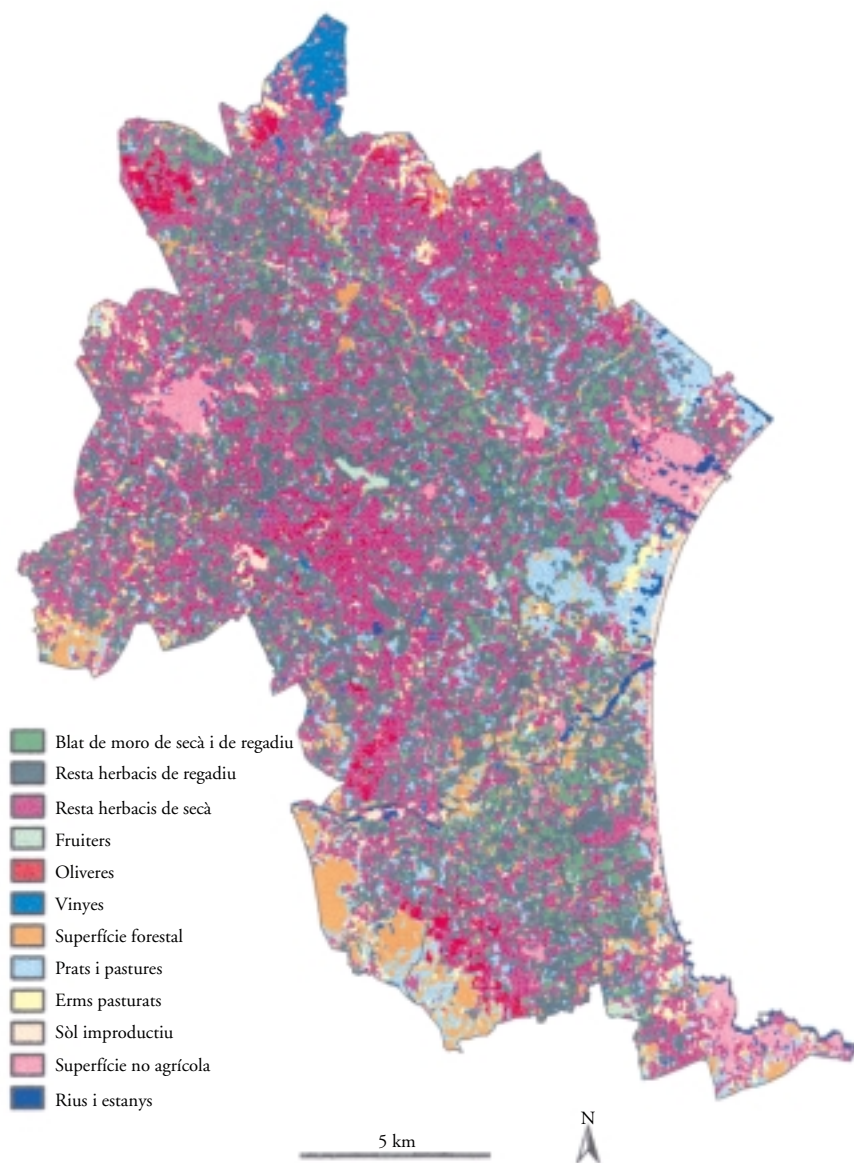 Blat de moro de secà i de regadiu
Resta herbacis de regadiu
Resta herbacis de secà
Fruiters
Oliveres
Vinyes
Superfície forestal
Prats i pastures
Erms pasturats
Sòl improductiu
Superfície no agrícola
Rius i estanys
5 km
N